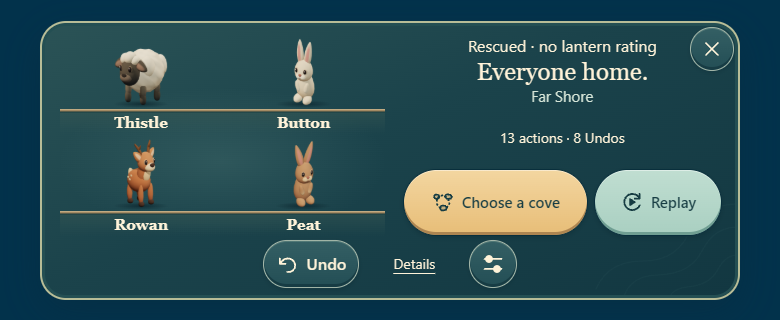 Thistle
Button
Rowan
Peat
Rescued · no lantern rating
Everyone home.
Far Shore
13 actions · 8 Undos
Choose a cove
Replay
Undo
Details